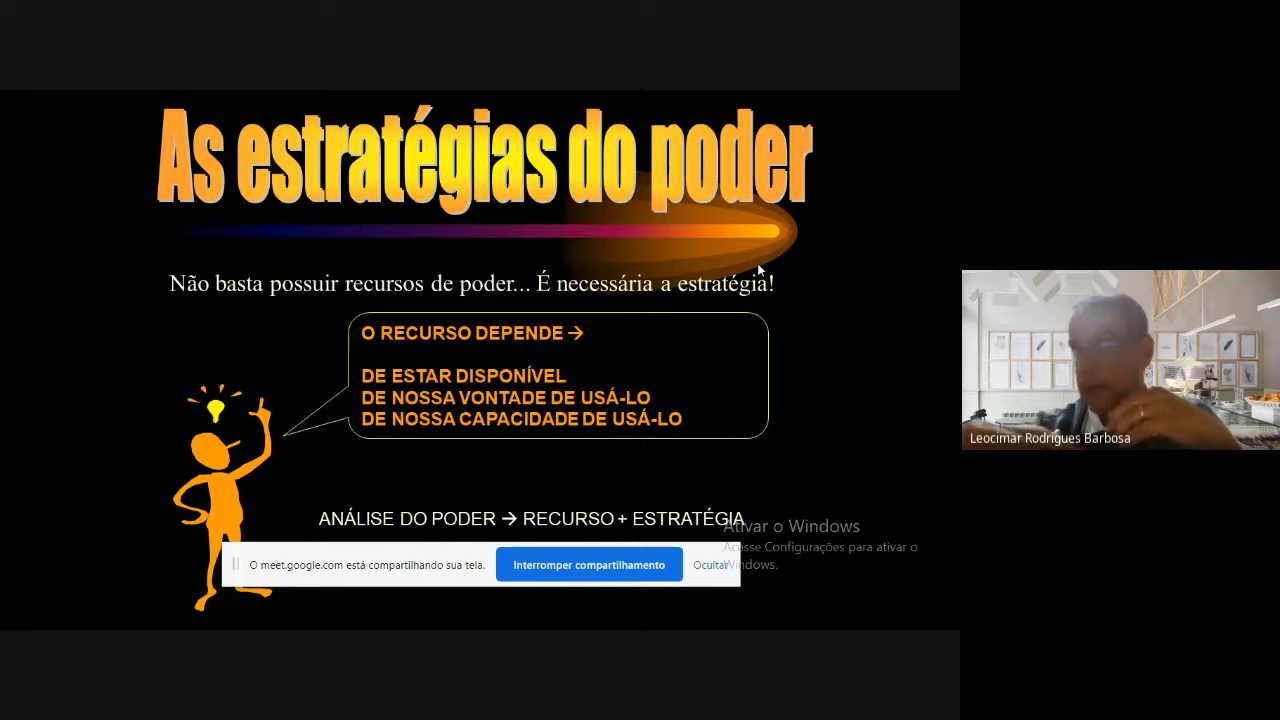 As estratégias do poder
Não basta possuir recursos de poder... É necessária a estratégia!
O RECURSO DEPENDE →
DE ESTAR DISPONÍVEL
DE NOSSA VONTADE DE USÁ-LO
DE NOSSA CAPACIDADE DE USÁ-LO
ANÁLISE DO PODER → RECURSO + ESTRATÉGIA
O meet.google.com está compartilhando sua tela.
Interromper compartilhamento
Ocultar
Ativar o Windows
Acesse Configurações para ativar o
Windows.
Leocimar Rodrigues Barbosa